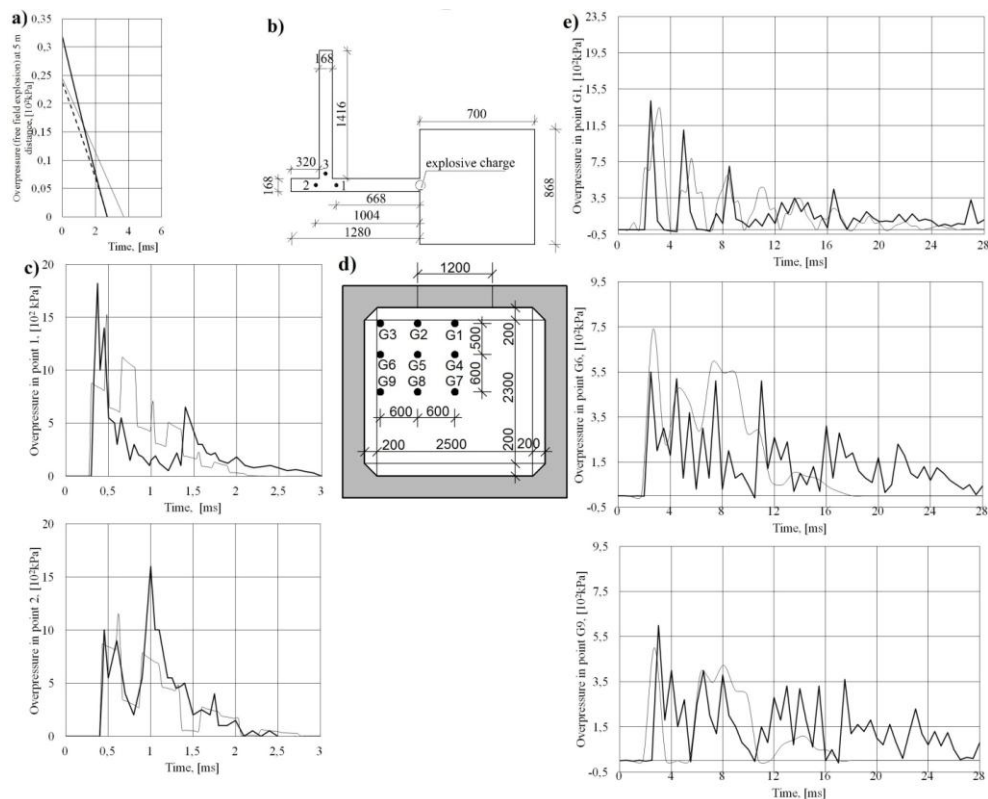 a)
Overpressure (free field explosion) at 5 m
distance, [10²kPa]
0,35
0,3
0,25
0,2
0,15
0,1
0,05
0
0 2 4 6
Time, [ms]
b)
168
1416
700
320
3
explosive charge
168
2
1
868
668
1004
1280
c)
Overpressure in point 1, [10² kPa]
20
15
10
5
0
0 0,5 1 1,5 2 2,5 3
Time, [ms]
Overpressure in point 2, [10²kPa]
20
15
10
5
0
0 0,5 1 1,5 2 2,5 3
Time, [ms]
d)
1200
G3 G2 G1
G6 G5 G4
G9 G8 G7
500
600
200
2300
200
600 600
200 2500 200
e)
Overpressure in point G1, [10² kPa]
23,5
19,5
15,5
11,5
7,5
3,5
-0,5
0 4 8 12 16 20 24 28
Time, [ms]
Overpressure in point G6, [10²kPa]
9,5
7,5
5,5
3,5
1,5
-0,5
0 4 8 12 16 20 24 28
Time, [ms]
Overpressure in point G9, [10²kPa]
9,5
7,5
5,5
3,5
1,5
-0,5
0 4 8 12 16 20 24 28
Time, [ms]